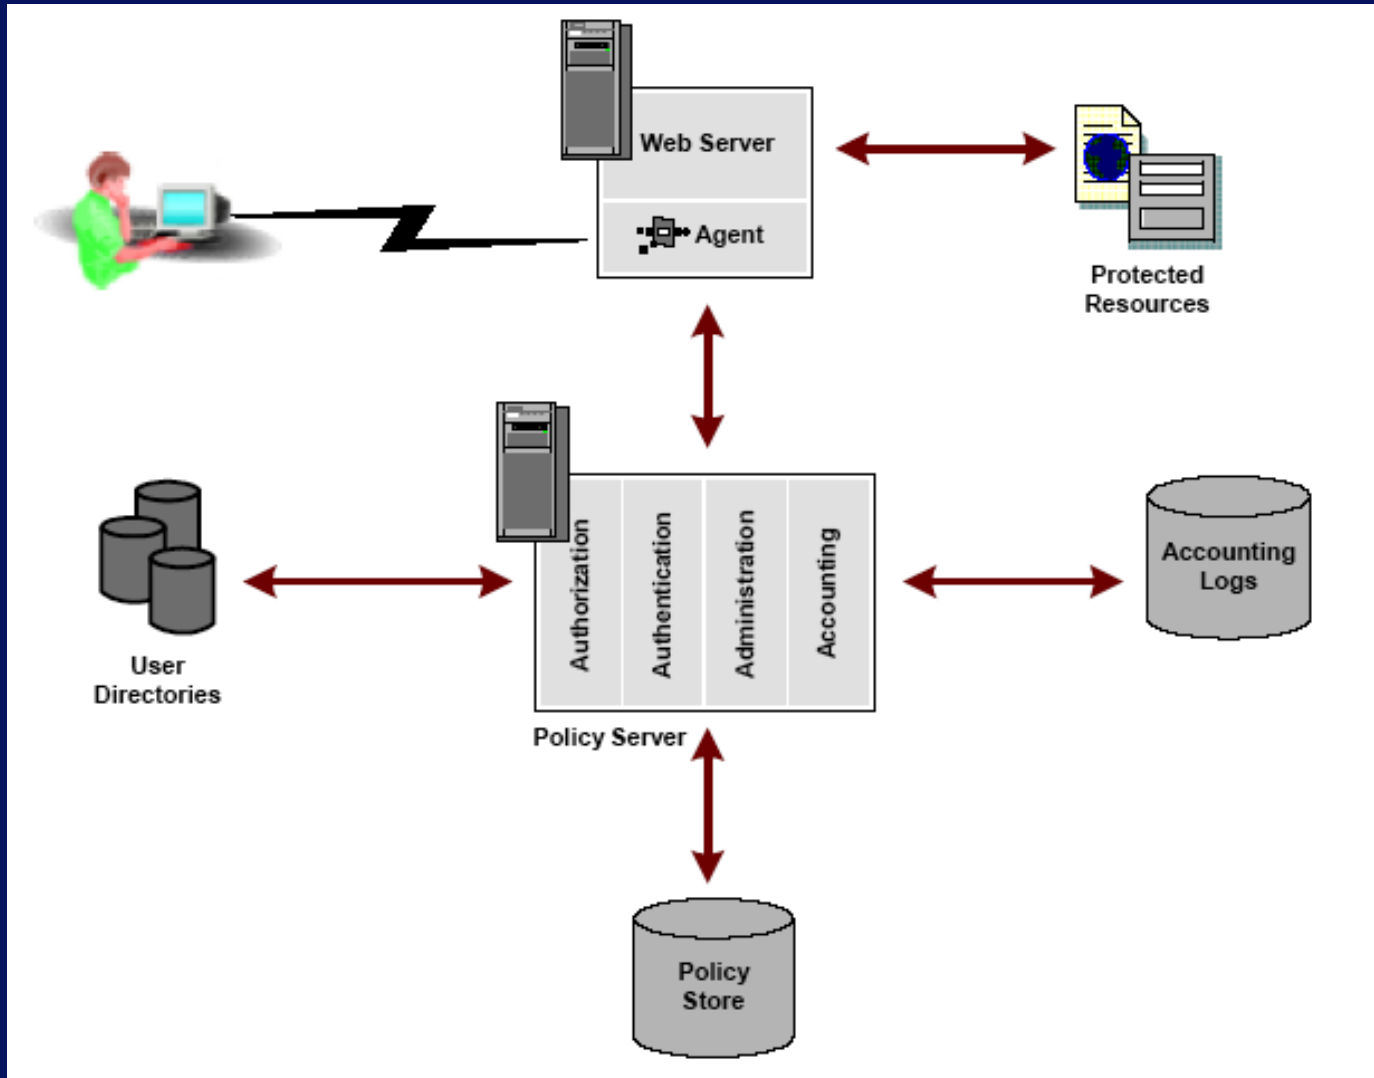 Web Server
Agent
Protected
Resources
Authorization
Authentication
Administration
Accounting
Accounting
Logs
User
Directories
Policy Server
Policy
Store